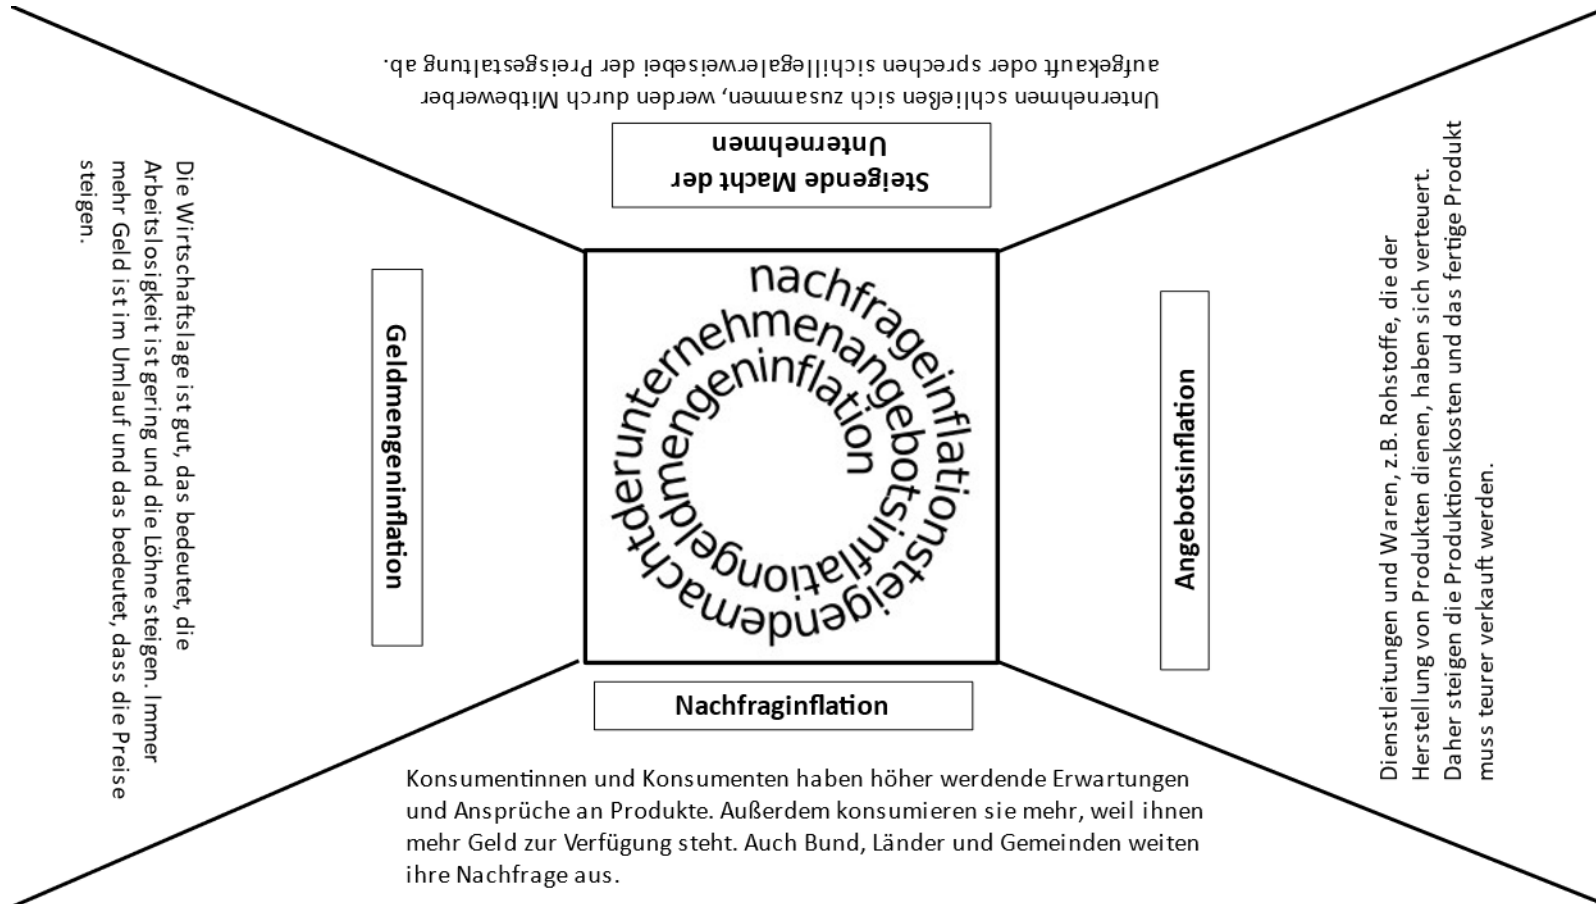 Unternehmen schließen sich zusammen, werden durch Mitbewerber
aufgekauft oder sprechen sichillegalerweisebei der Preisgestaltung ab.
Steigende Macht der
Unternehmen
Die Wirtschaftslage ist gut, das bedeutet, die
Arbeitslosigkeit ist gering und die Löhne steigen. Immer
mehr Geld ist im Umlauf und das bedeutet, dass die Preise
steigen.
Geldmengeninflation
nachfrageinflationsteigendemachtderunternehmenangebotsinflationgeldmengeninflation
Angebotsinflation
Dienstleitungen und Waren, z.B. Rohstoffe, die der
Herstellung von Produkten dienen, haben sich verteuert.
Daher steigen die Produktionskosten und das fertige Produkt
muss teurer verkauft werden.
Nachfraginflation
Konsumentinnen und Konsumenten haben höher werdende Erwartungen
und Ansprüche an Produkte. Außerdem konsumieren sie mehr, weil ihnen
mehr Geld zur Verfügung steht. Auch Bund, Länder und Gemeinden weiten
ihre Nachfrage aus.